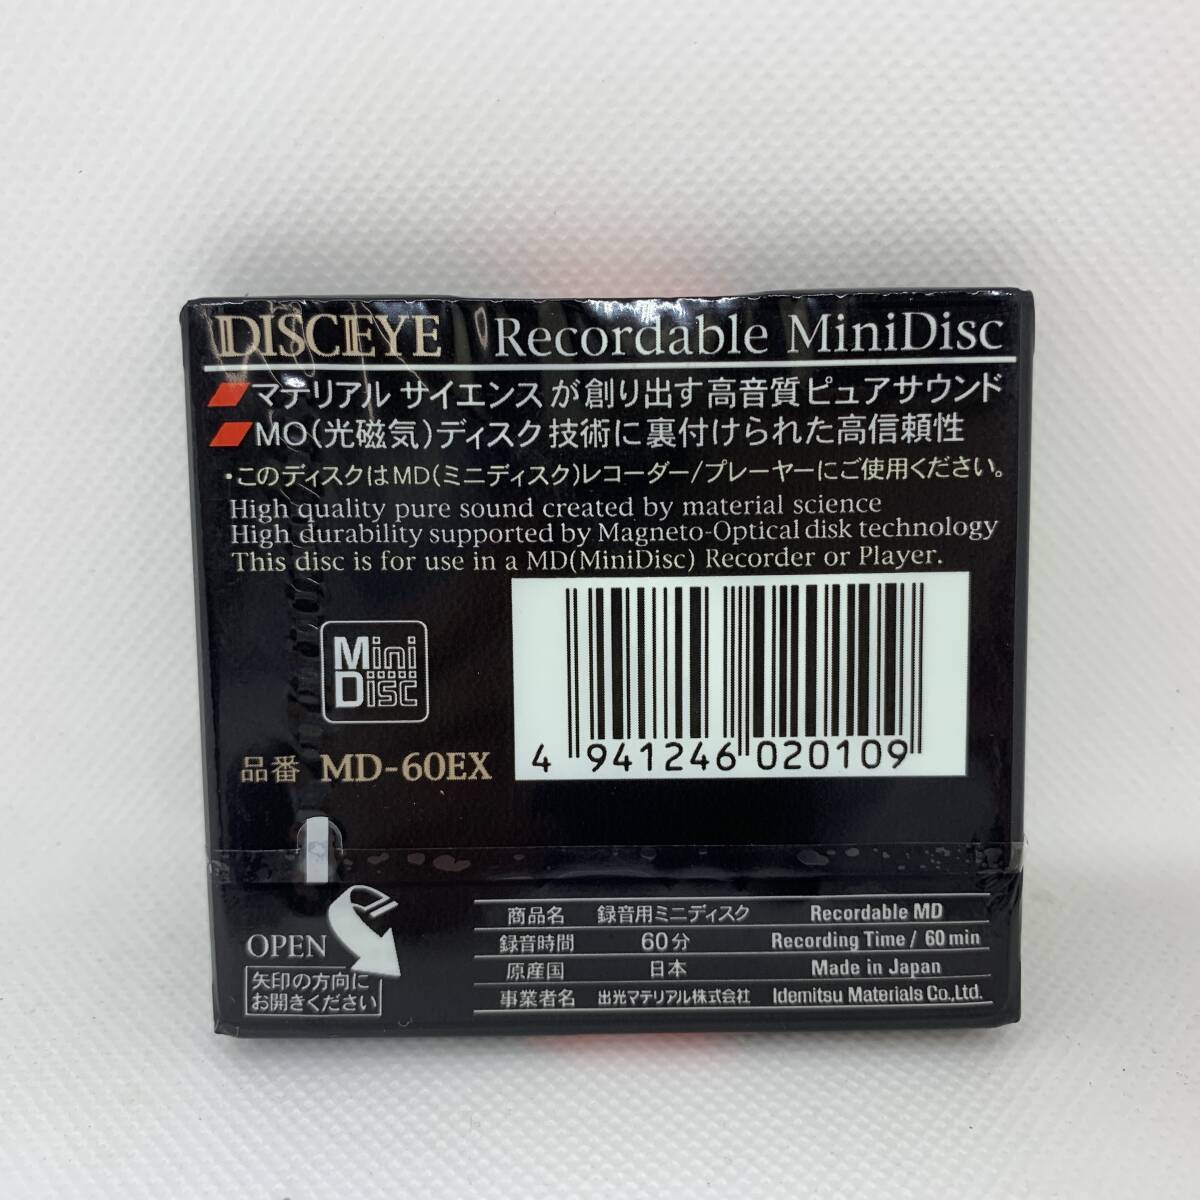 DISCEYE Recordable MiniDisc
マテリアル サイエンスが創り出す高音質ピュアサウンド
MO(光磁気)ディスク技術に裏付けられた高信頼性
・このディスクはMD(ミニディスク)レコーダー/プレーヤーにご使用ください。
High quality pure sound created by material science
High durability supported by Magneto-Optical disk technology
This disc is for use in a MD(MiniDisc) Recorder or Player.
Mini
Disc
品番 MD-60EX
4 941246 020109
OPEN
矢印の方向に
お開きください
商品名 録音用ミニディスク Recordable MD
録音時間 60分 Recording Time / 60 min
原産国 日本 Made in Japan
事業者名 出光マテリアル株式会社 Idemitsu Materials Co.,Ltd.